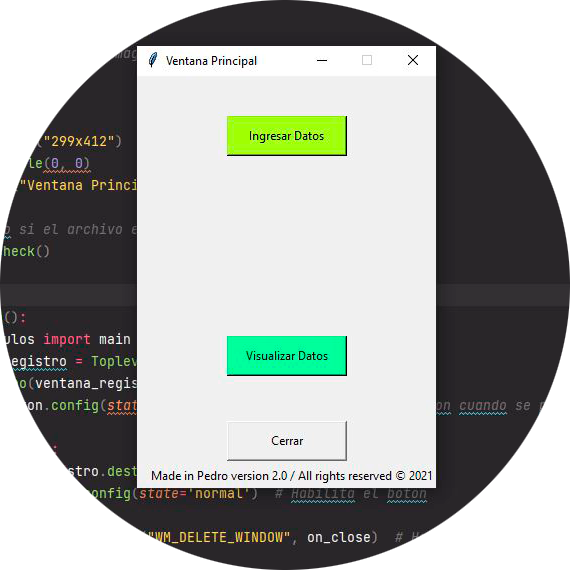 Ventana Principal
("299x412")
le(0, 0)
"Ventana Princi
si el archivo e
heck()
Ingresar Datos
():
ulos import main
egistro = Toplev
o(ventana_regis
on.config(stat
on cuando se
Visualizar Datos
:
Cerrar
stro.dest
Made in Pedro version 2.0 / All rights reserved © 2021
onfig(state='normal')  # Habilita el boton
"WM_DELETE_WINDOW", on_close)  #